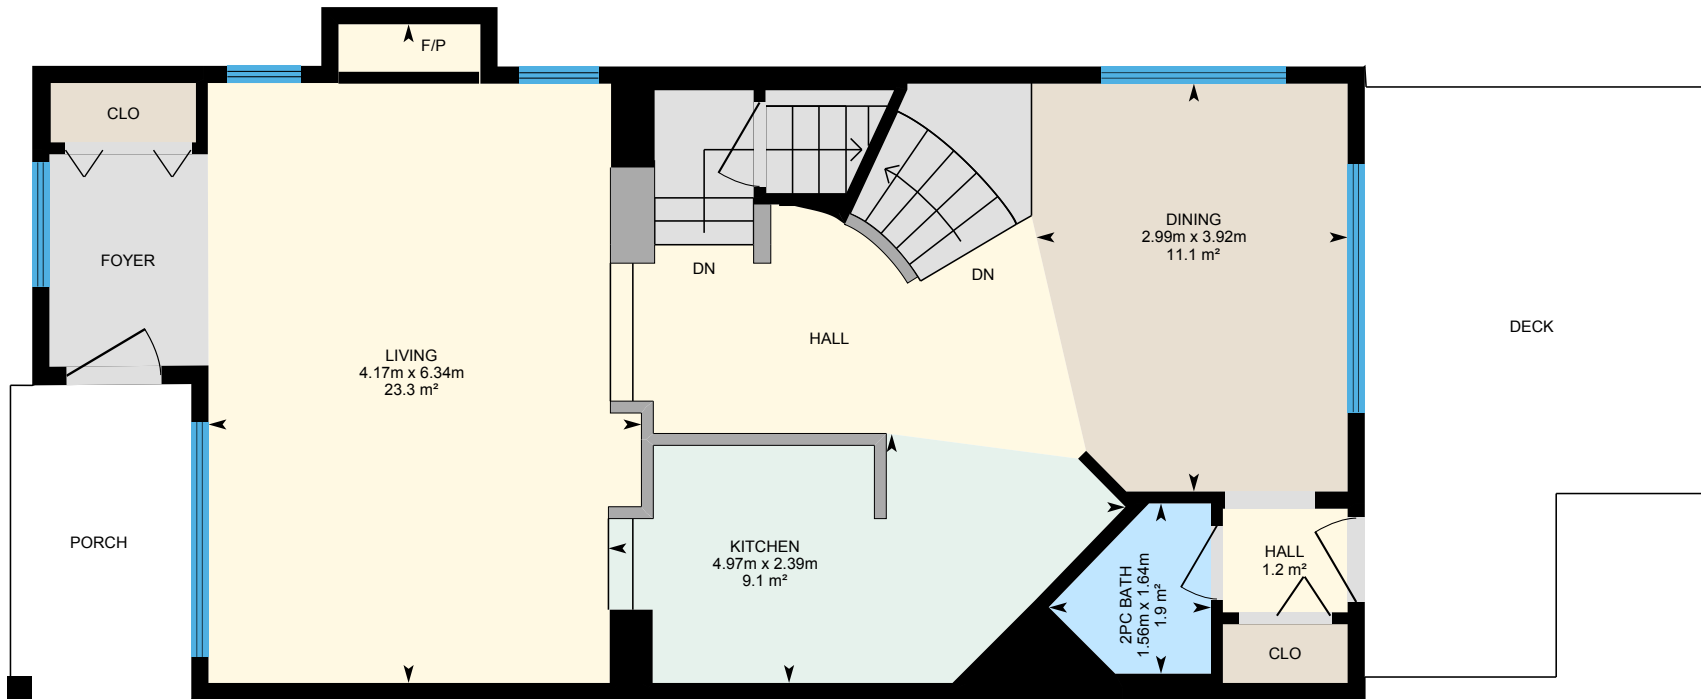 F/P
CLO
FOYER
LIVING
4.17m x 6.34m
23.3 m²
DN
HALL
DN
DINING
2.99m x 3.92m
11.1 m²
DECK
PORCH
KITCHEN
4.97m x 2.39m
9.1 m²
2PC BATH
1.56m x 1.64m
1.9 m²
HALL
1.2 m²
CLO